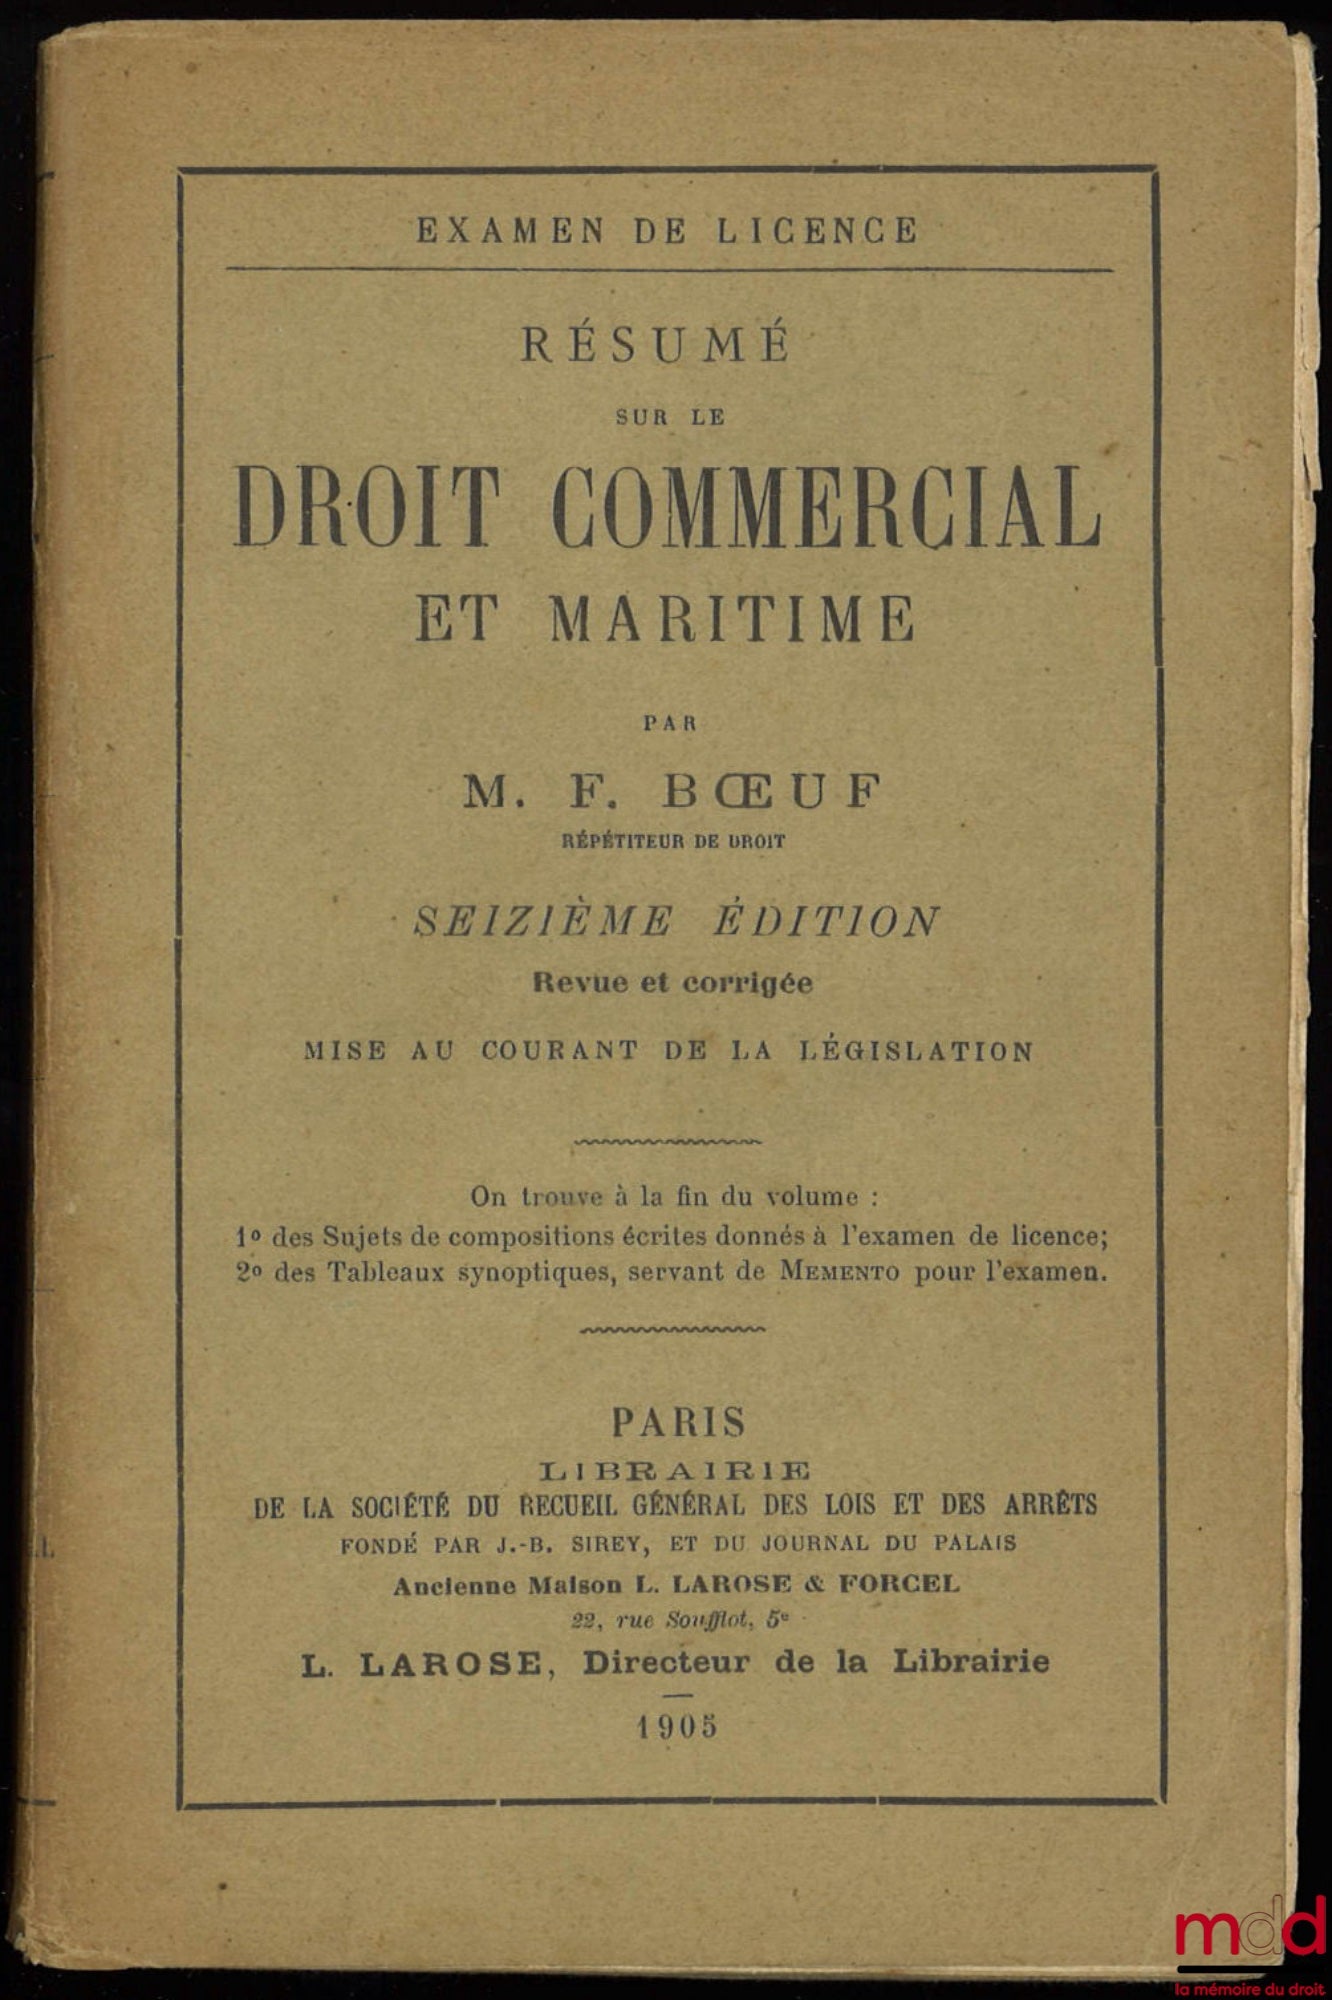 EXAMEN DE LICENCE
RÉSUMÉ
SUR LE
DROIT COMMERCIAL
ET MARITIME
PAR
M. F. BŒUF
RÉPÉTITEUR DE DROIT
SEIZIÈME ÉDITION
Revue et corrigée
MISE AU COURANT DE LA LÉGISLATION
On trouve à la fin du volume :
1º des Sujets de compositions écrites donnés à l'examen de licence;
2º des Tableaux synoptiques, servant de MEMENTO pour l'examen.
PARIS
LIBRAIRIE
DE LA SOCIÉTÉ DU RECUEIL GÉNÉRAL DES LOIS ET DES ARRÊTS
FONDÉ PAR J.-B. SIREY, ET DU JOURNAL DU PALAIS
Ancienne Maison L. LAROSE & FORCEL
22, rue Soufflot, 5e
L. LAROSE, Directeur de la Librairie
1905
mdd
la mémoire du droit